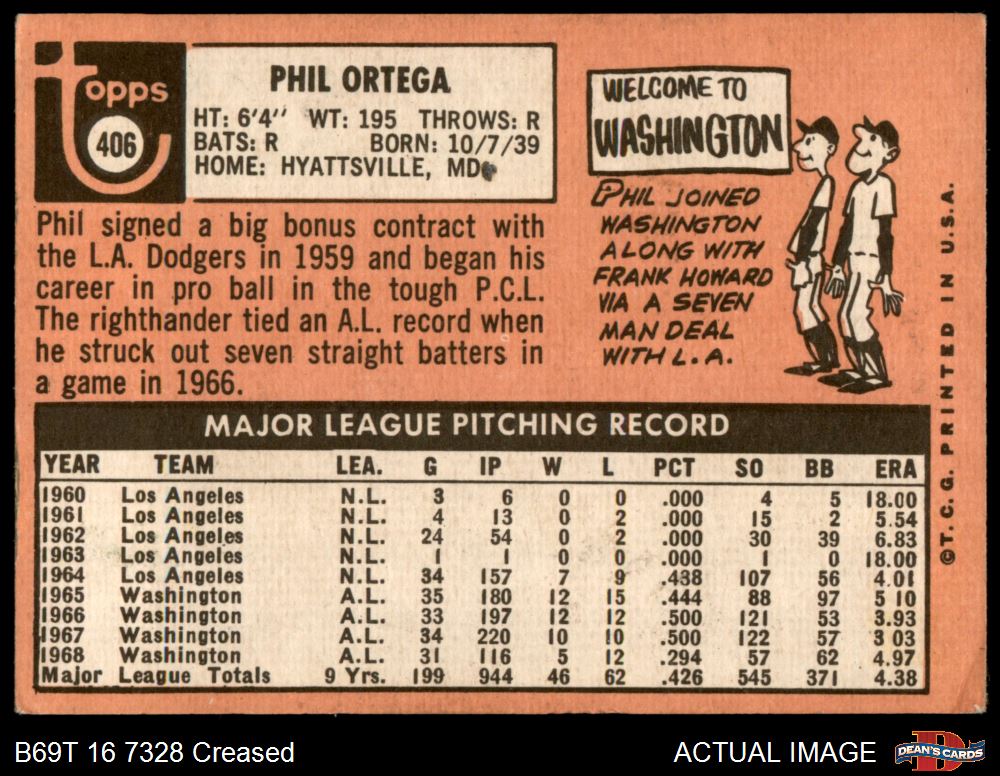 topps
406
PHIL ORTEGA
HT: 6'4" WT: 195 THROWS: R
BATS: R BORN: 10/7/39
HOME: HYATTSVILLE, MD
Phil signed a big bonus contract with
the L.A. Dodgers in 1959 and began his
career in pro ball in the tough P.C.L.
The righthander tied an A.L. record when
he struck out seven straight batters in
a game in 1966.
WELCOME TO
WASHINGTON
PHIL JOINED
WASHINGTON
ALONG WITH
FRANK HOWARD
VIA A SEVEN
MAN DEAL
WITH L.A.
©T.C.G. PRINTED IN U.S.A.
MAJOR LEAGUE PITCHING RECORD
YEAR TEAM LEA. G IP W L PCT SO BB ERA
1960 Los Angeles N.L. 3 6 0 0 .000 4 5 18.00
1961 Los Angeles N.L. 4 13 0 2 .000 15 2 5.54
1962 Los Angeles N.L. 24 54 0 2 .000 30 39 6.83
1963 Los Angeles N.L. 1 1 0 0 .000 1 0 18.00
1964 Los Angeles N.L. 34 157 7 9 .438 107 56 4.01
1965 Washington A.L. 35 180 12 15 .444 88 97 5 10
1966 Washington A.L. 33 197 12 12 .500 121 53 3.93
1967 Washington A.L. 34 220 10 10 .500 122 57 3 03
1968 Washington A.L. 31 116 5 12 .294 57 62 4.97
Major League Totals 9 Yrs. 199 944 46 62 .426 545 371 4.38
B69T 16 7328 Creased
ACTUAL IMAGE
DEAN'S CARDS